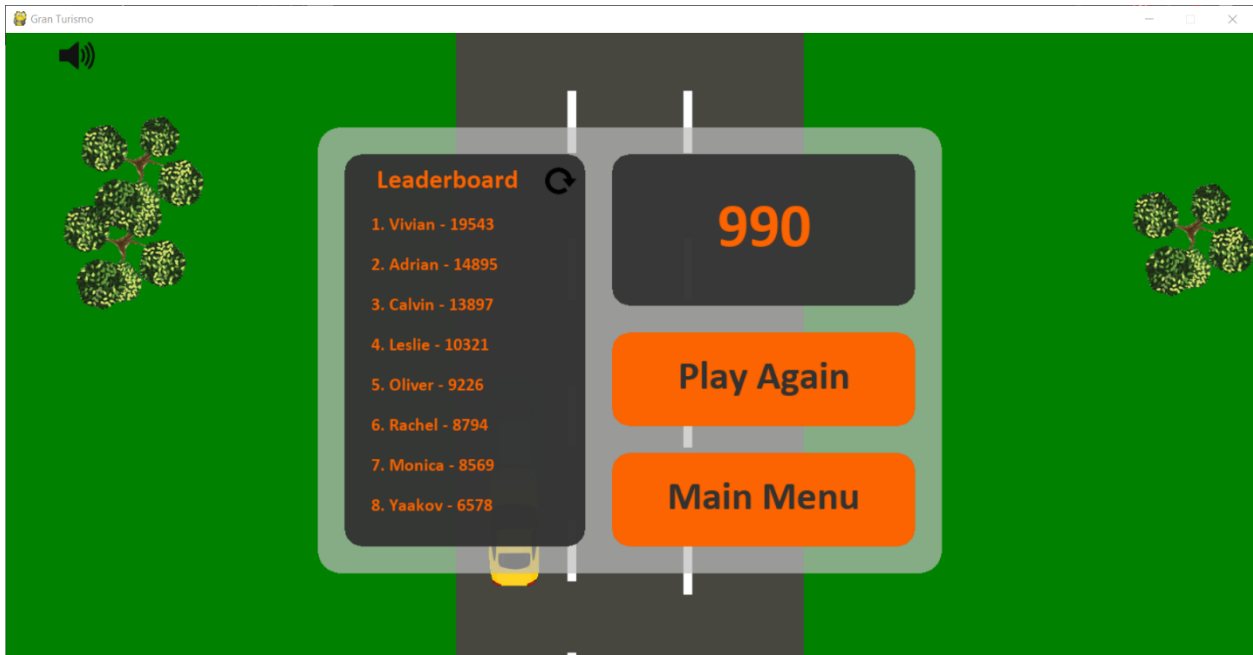 Gran Turismo
Leaderboard
1. Vivian - 19543
2. Adrian - 14895
3. Calvin - 13897
4. Leslie - 10321
5. Oliver - 9226
6. Rachel - 8794
7. Monica - 8569
8. Yaakov - 6578
990
Play Again
Main Menu